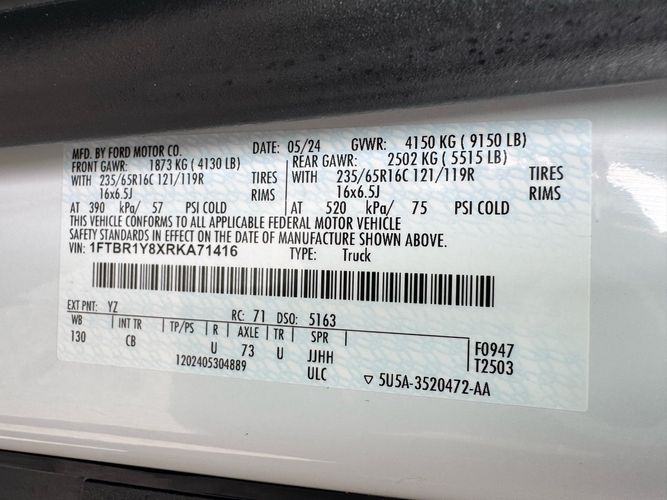 MFD. BY FORD MOTOR CO. DATE: 05/24 GVWR: 4150 KG ( 9150 LB)
FRONT GAWR: 1873 KG ( 4130 LB) REAR GAWR: 2502 KG ( 5515 LB)
WITH 235/65R16C 121/119R TIRES WITH 235/65R16C 121/119R TIRES
16x6.5J RIMS 16x6.5J RIMS
AT 390 kPa/ 57 PSI COLD AT 520 kPa/ 75 PSI COLD
THIS VEHICLE CONFORMS TO ALL APPLICABLE FEDERAL MOTOR VEHICLE
SAFETY STANDARDS IN EFFECT ON THE DATE OF MANUFACTURE SHOWN ABOVE.
VIN: 1FTBR1Y8XRKA71416 TYPE: Truck
EXT PNT: YZ RC: 71 DSO: 5163
WB INT TR TP/PS R AXLE TR SPR F0947
130 CB U 73 U JJHH T2503
1202405304889 ULC ▽ 5U5A-3520472-AA